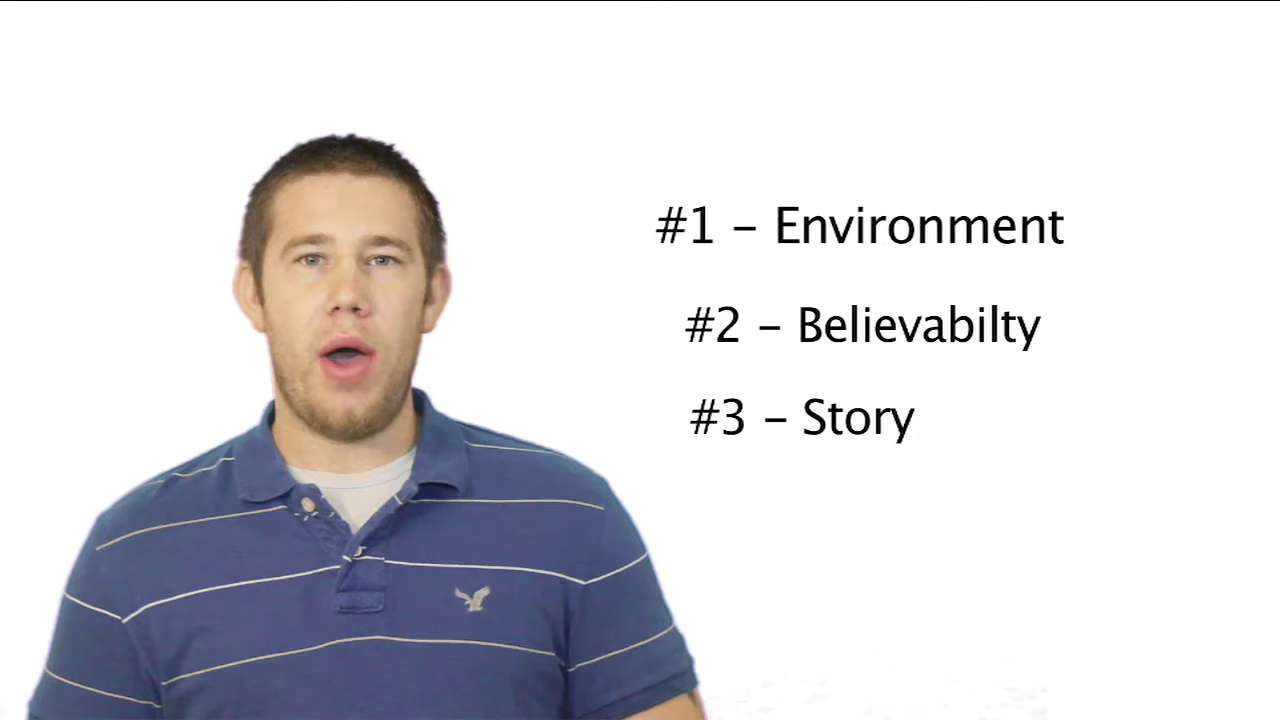 #1 – Environment
#2 – Believabilty
#3 – Story